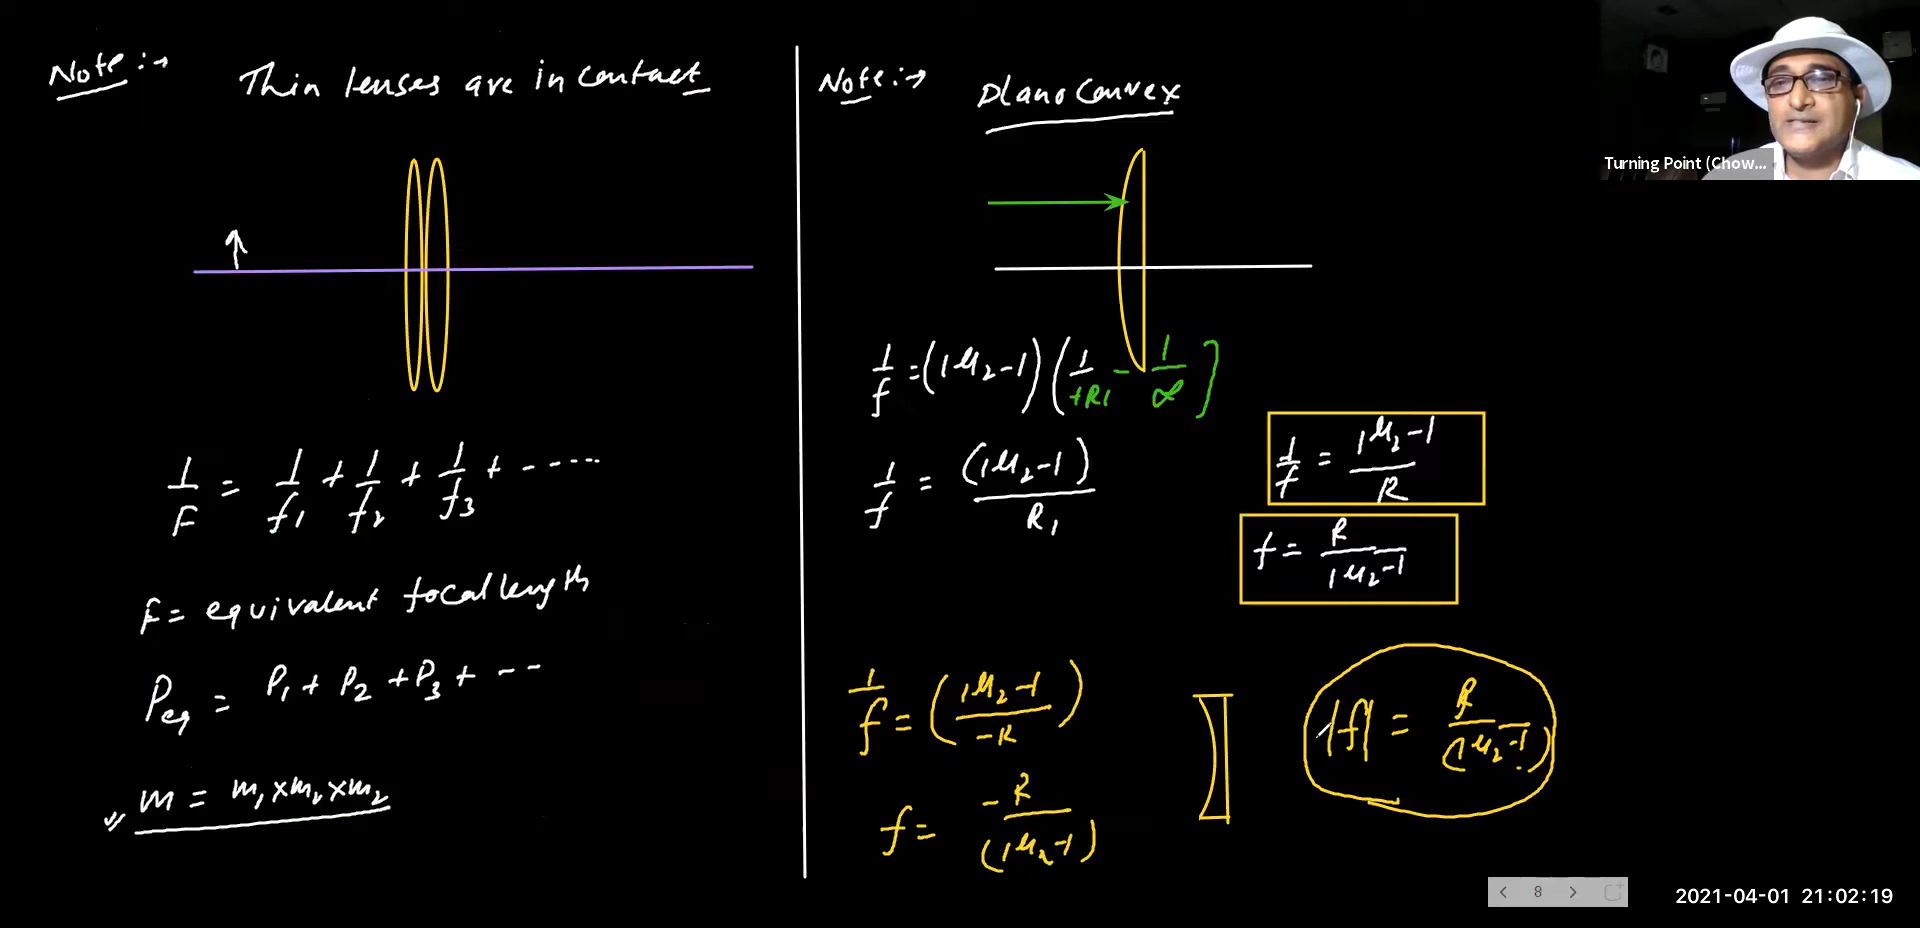 Note :→
Thin lenses are in contact
1/F = 1/f1 + 1/f2 + 1/f3 + -----
F = equivalent focal length
Peq = P1 + P2 + P3 + ---
m = m1 × m2 × m2
Note :→
Plano Convex
1/f = (1μ2 - 1) (1/+R1 - 1/∞]
1/f = (1μ2 - 1)/R1
1/f = 1μ2 - 1/R
f = R/1μ2 - 1
1/f = (1μ2 - 1/-R)
f = -R/(1μ2 - 1)
|f| = R/(1μ2 - 1)
Turning Point (Chow...
< 8 >
2021-04-01 21:02:19